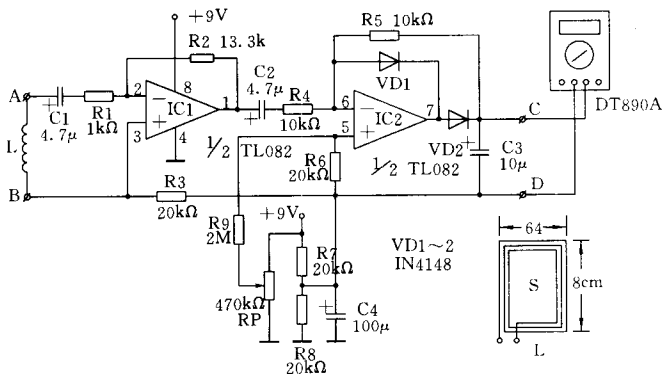 +9V
R2 13.3k
R5 10kΩ
VD1
DT890A
A
C1
4.7μ
R1
1kΩ
2
8
IC1
1
3
4
C2
4.7μ
R4
10kΩ
6
IC2
7
5
VD2
C
L
1/2 TL082
R6
20kΩ
1/2 TL082
C3
10μ
B
R3
20kΩ
D
R9
2M
+9V
R7
20kΩ
VD1~2
IN4148
64
S
8cm
L
470kΩ
RP
C4
100μ
R8
20kΩ